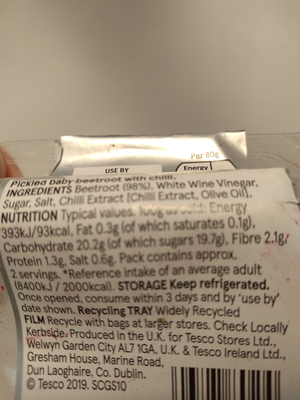 Per 80g
USE BY
Energy
Pickled baby beetroot with chilli.
INGREDIENTS Beetroot (98%), White Wine Vinegar,
Sugar, Salt, Chilli Extract [Chilli Extract, Olive Oil].
NUTRITION Typical values. 100g as Energy
393kJ/93kcal, Fat 0.3g (of which saturates 0.1g),
Carbohydrate 20.2g (of which sugars 19.7g), Fibre 2.1g,
Protein 1.3g, Salt 0.6g. Pack contains approx.
2 servings. *Reference intake of an average adult
(8400kJ / 2000kcal). STORAGE Keep refrigerated.
Once opened, consume within 3 days and by 'use by'
date shown. Recycling TRAY Widely Recycled
FILM Recycle with bags at larger stores. Check Locally
Kerbside. Produced in the U.K. for Tesco Stores Ltd.,
Welwyn Garden City AL7 1GA, U.K. & Tesco Ireland Ltd.,
Gresham House, Marine Road,
Dun Laoghaire, Co. Dublin.
© Tesco 2019. SCGS10